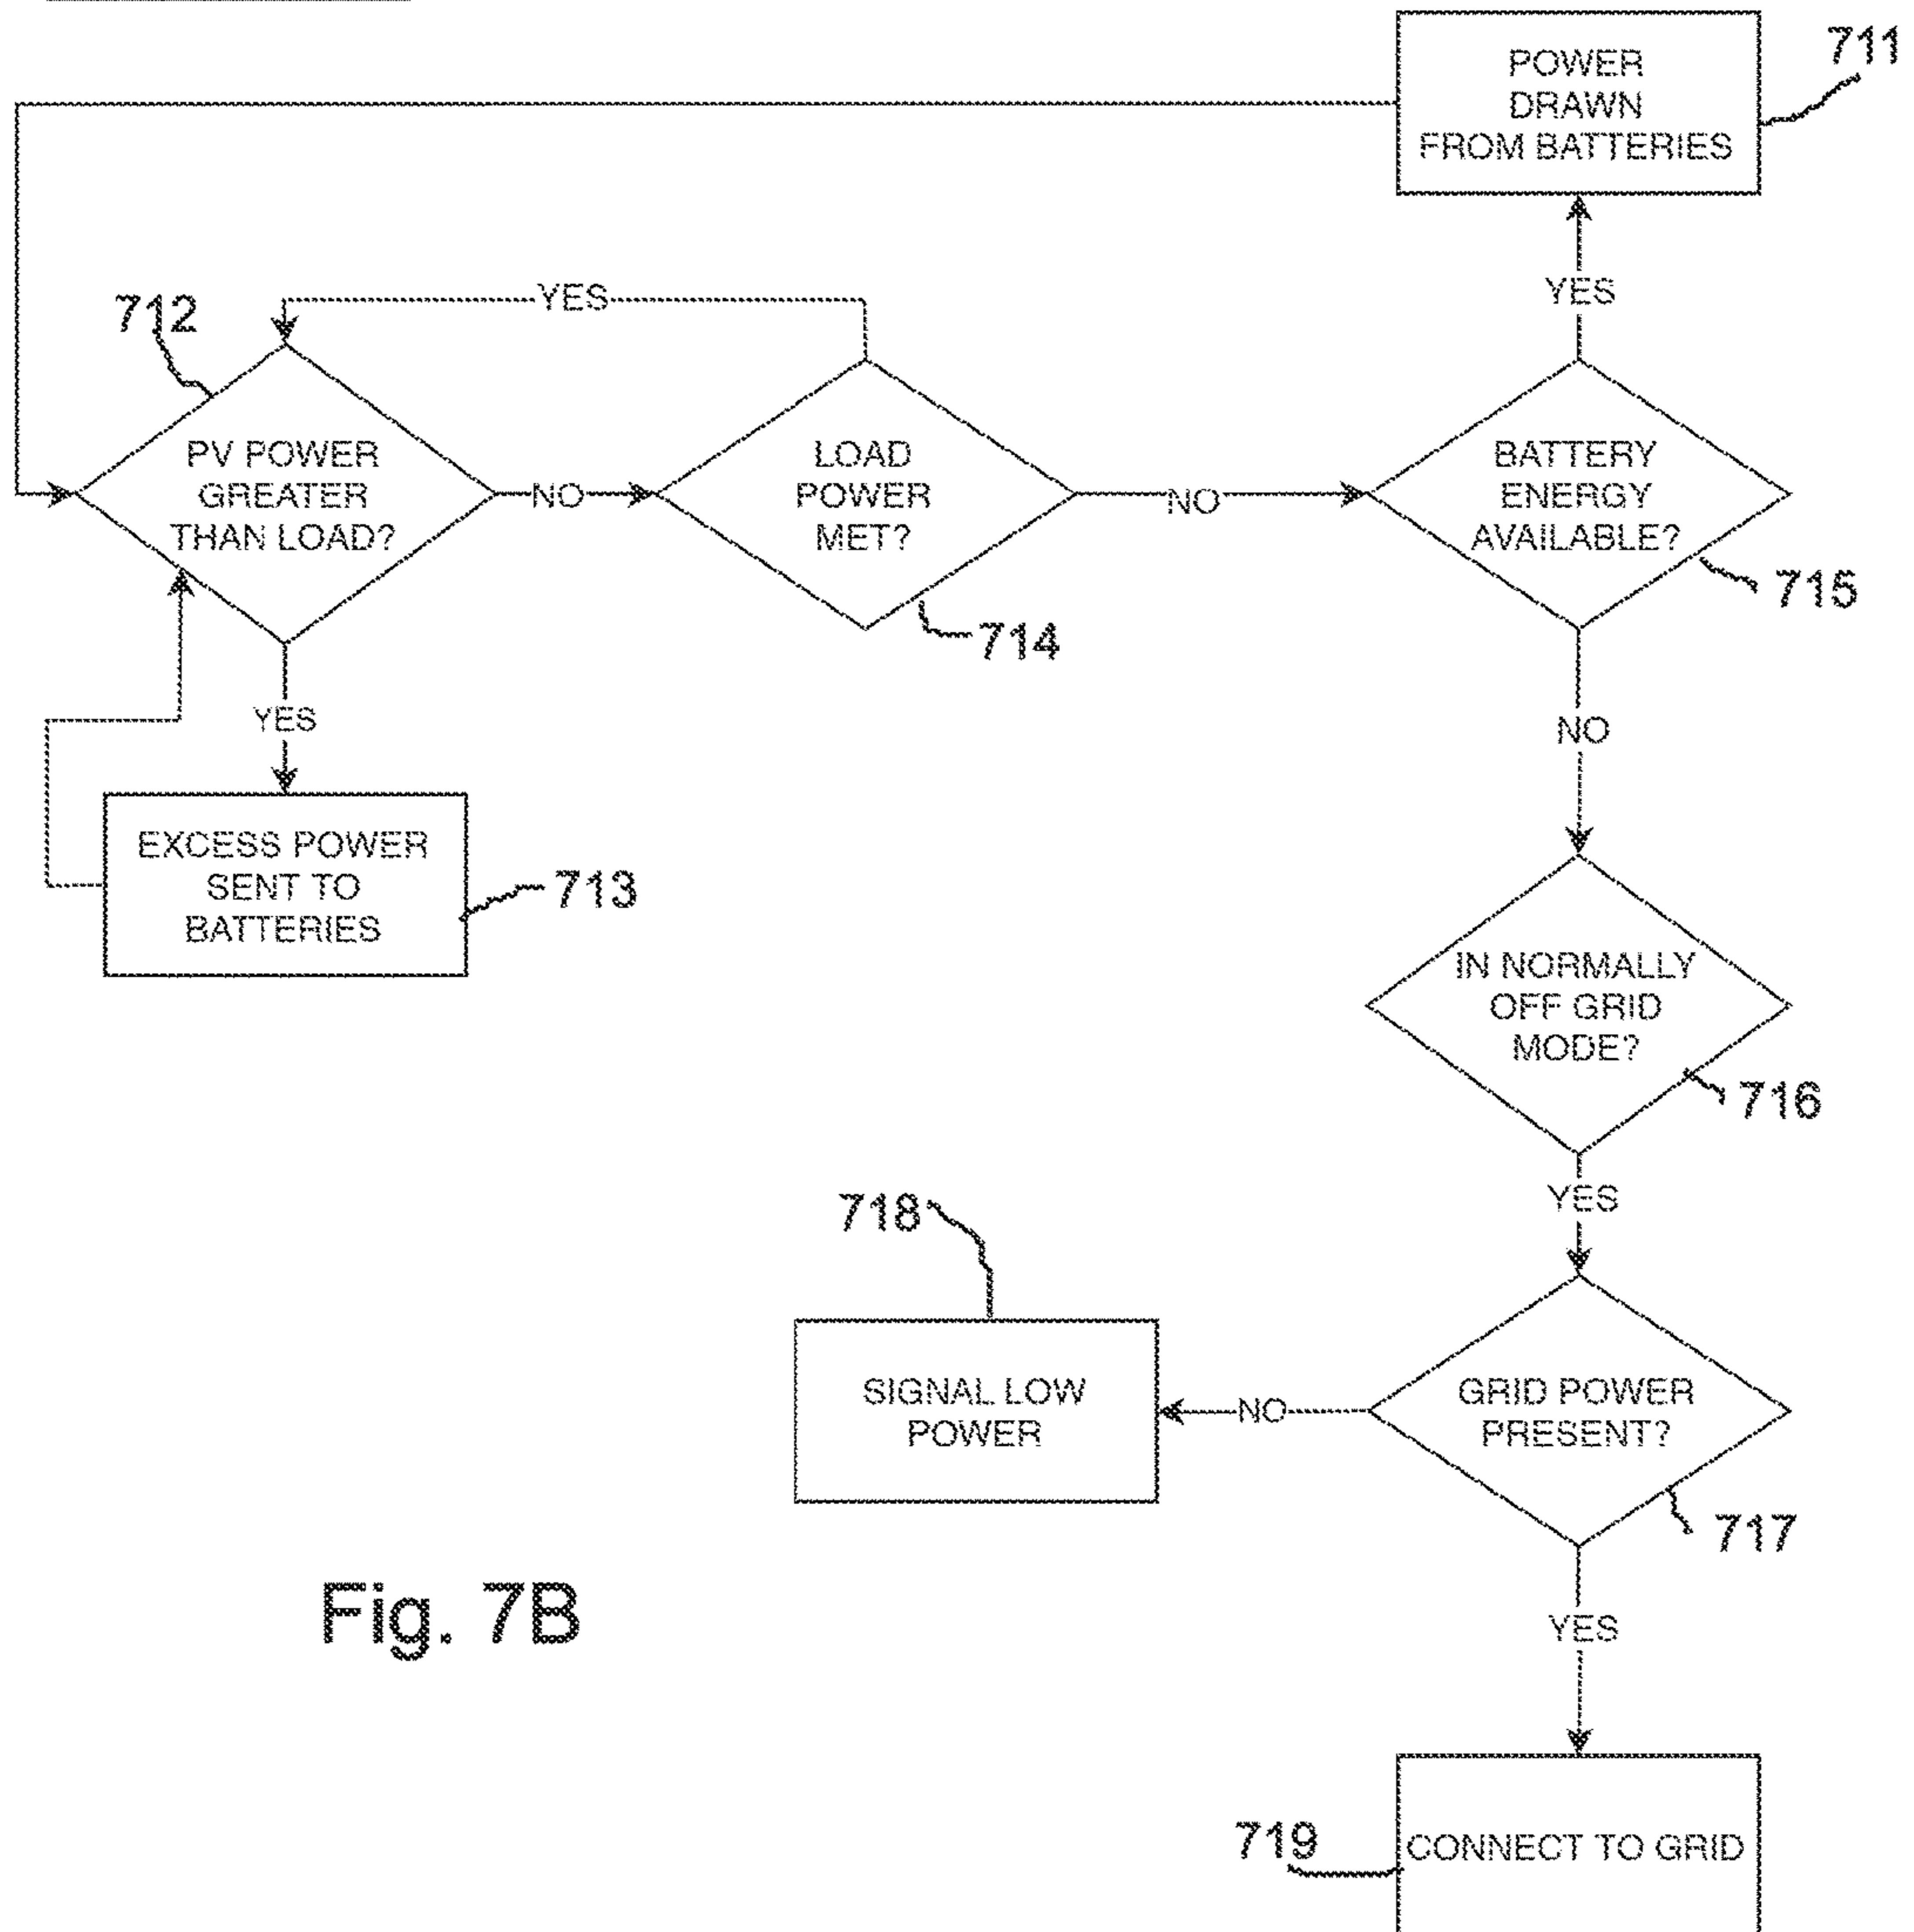 POWER
DRAWN
FROM BATTERIES
711
YES
YES
712
PV POWER
GREATER
THAN LOAD?
NO
LOAD
POWER
MET?
NO
BATTERY
ENERGY
AVAILABLE?
715
714
YES
NO
EXCESS POWER
SENT TO
BATTERIES
713
IN NORMALLY
OFF GRID
MODE?
716
YES
718
SIGNAL LOW
POWER
NO
GRID POWER
PRESENT?
717
Fig. 7B
YES
719
CONNECT TO GRID